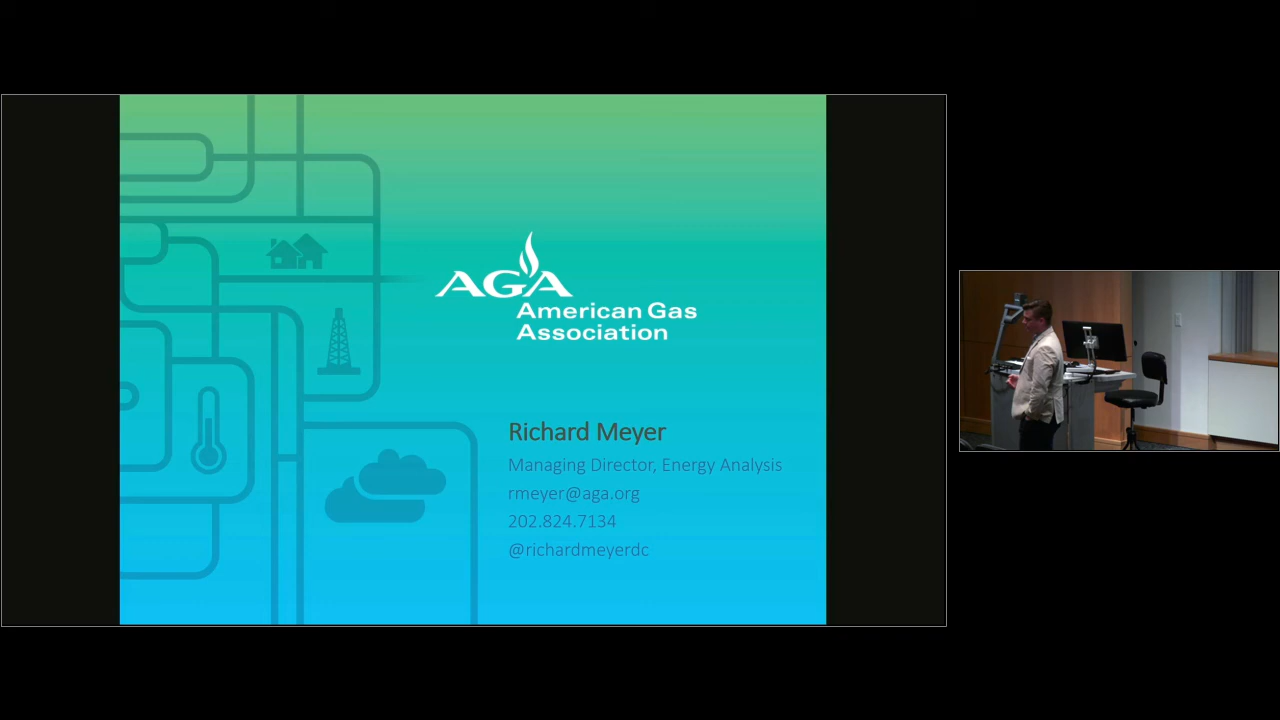 AGA
American Gas
Association
Richard Meyer
Managing Director, Energy Analysis
rmeyer@aga.org
202.824.7134
@richardmeyerdc